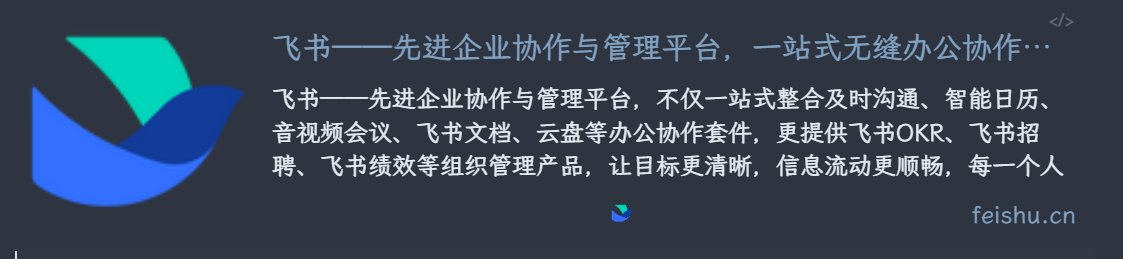 </>
飞书——先进企业协作与管理平台，一站式无缝办公协作…
飞书——先进企业协作与管理平台，不仅一站式整合及时沟通、智能日历、
音视频会议、飞书文档、云盘等办公协作套件，更提供飞书OKR、飞书招
聘、飞书绩效等组织管理产品，让目标更清晰，信息流动更顺畅，每一个人
feishu.cn